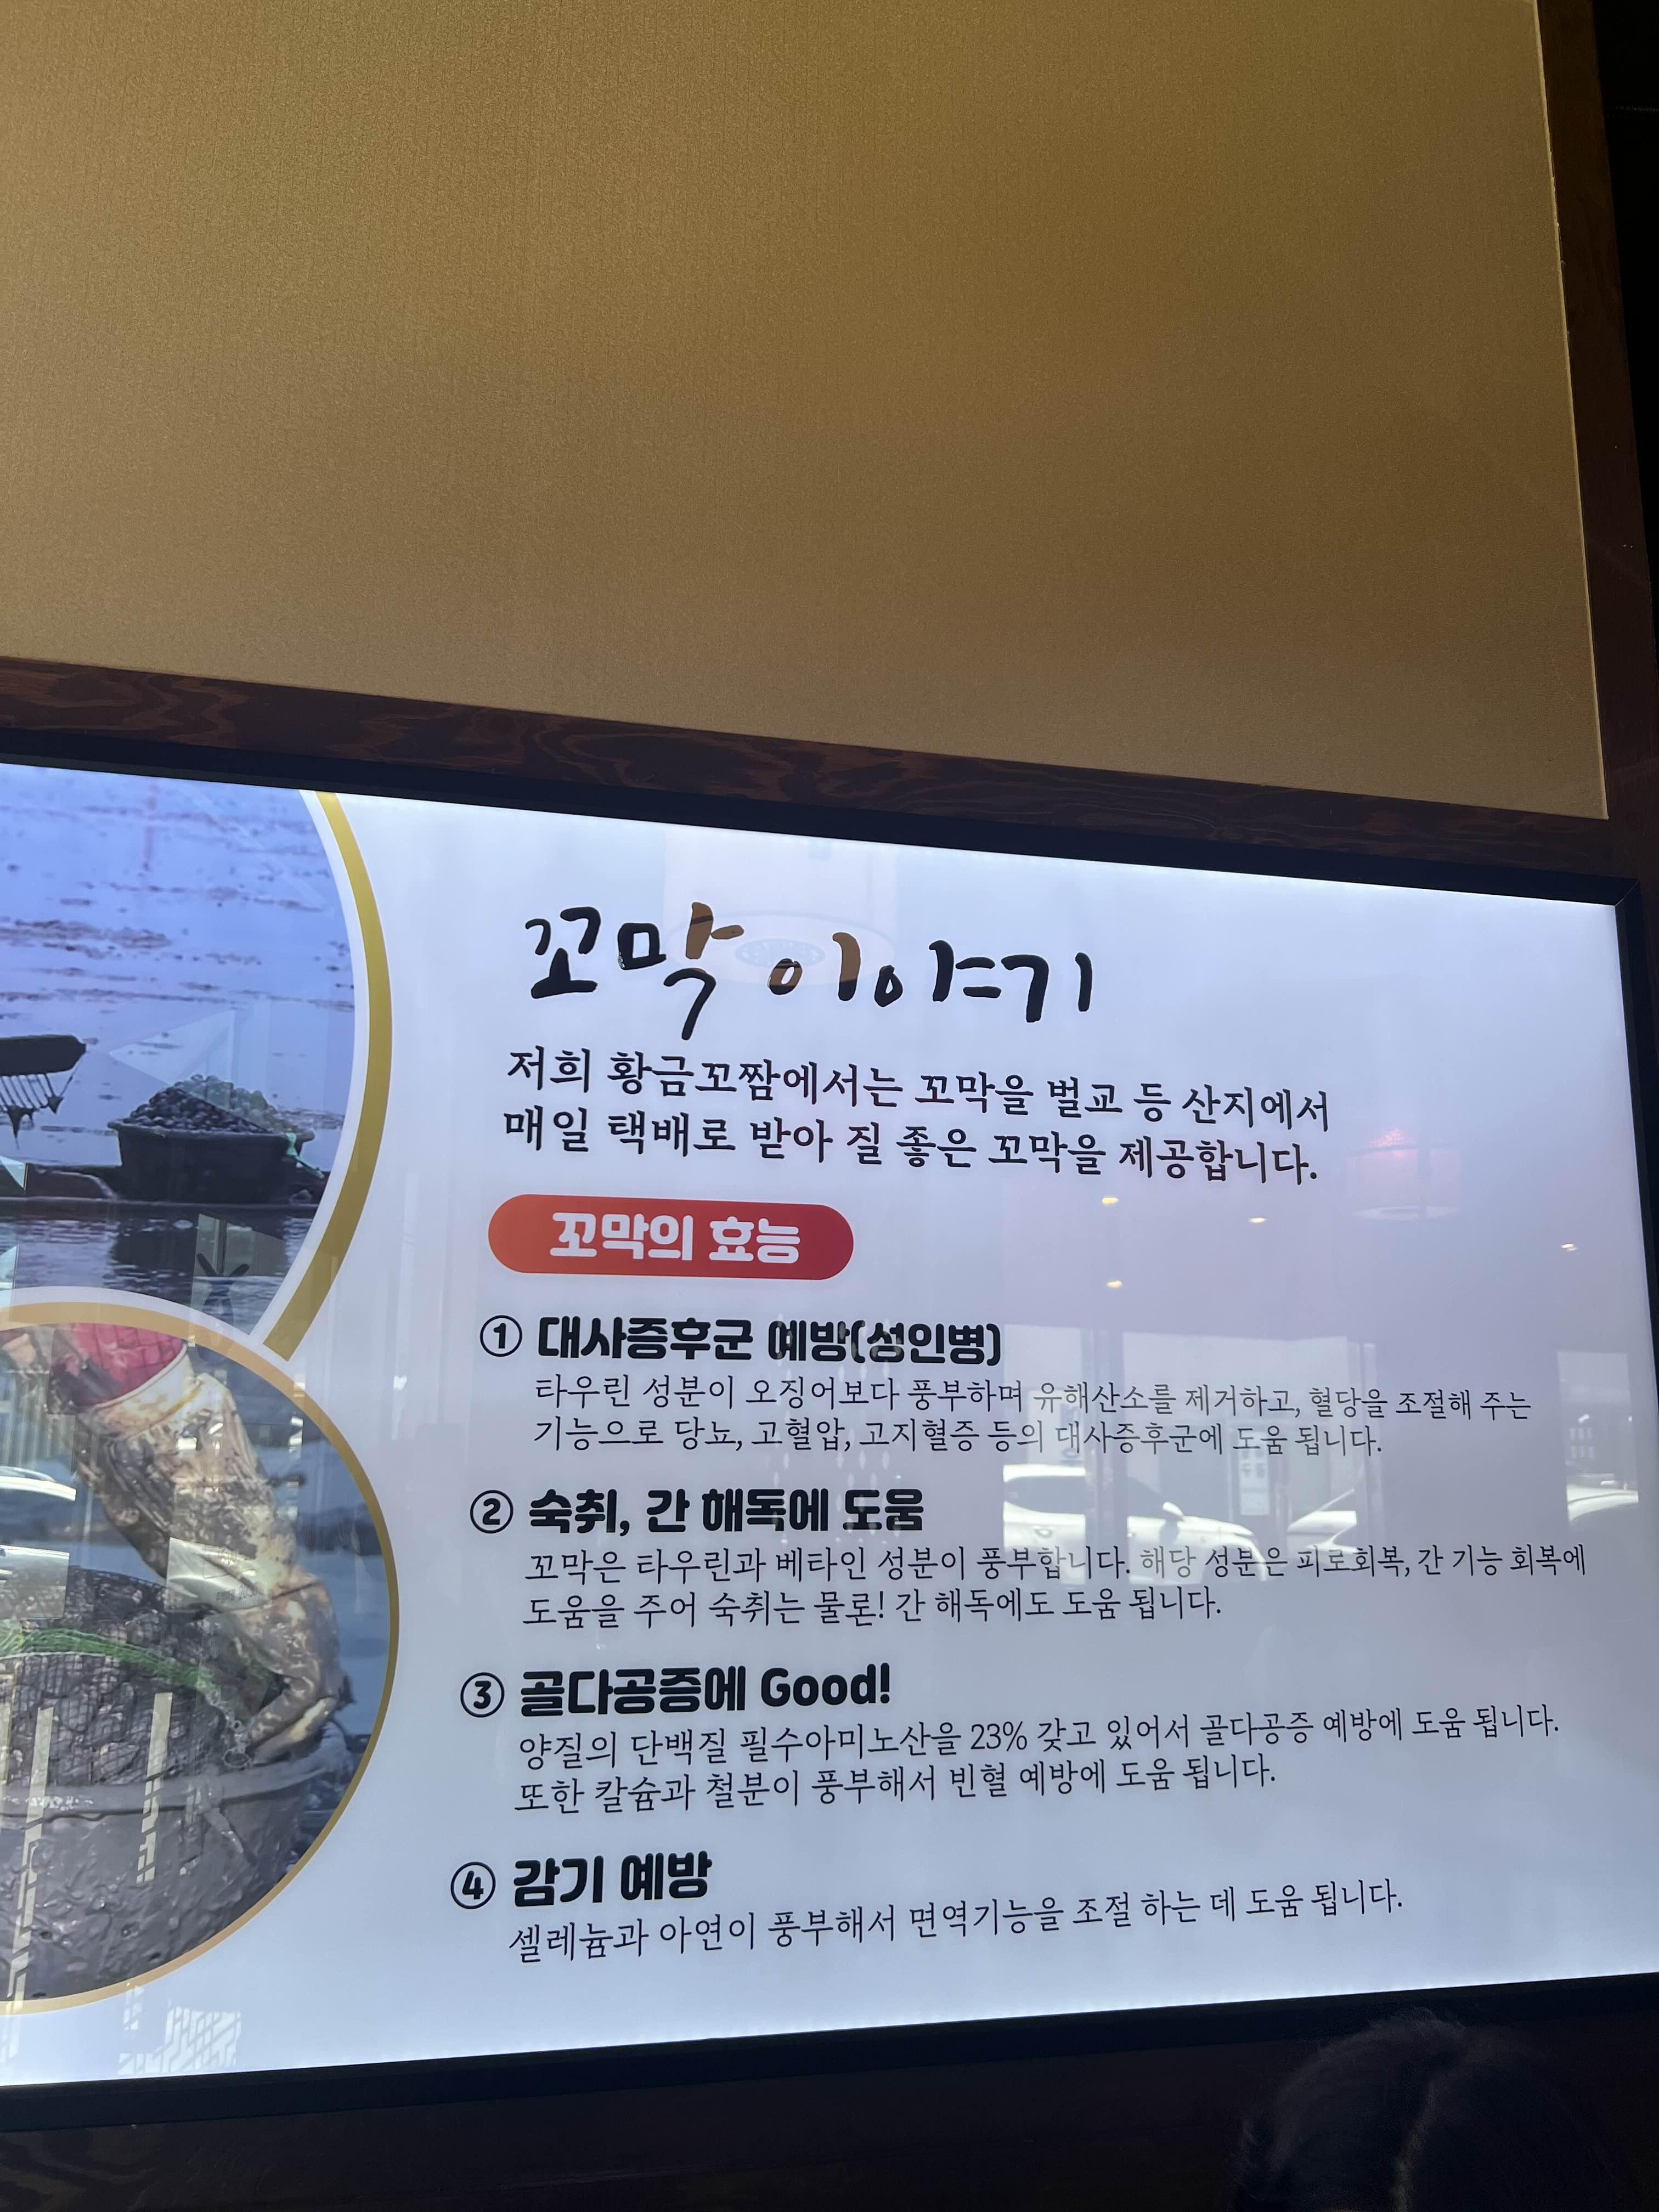 꼬막 이야기
저희 황금꼬짬에서는 꼬막을 벌교 등 산지에서
매일 택배로 받아 질 좋은 꼬막을 제공합니다.
꼬막의 효능
① 대사증후군 예방(성인병)
타우린 성분이 오징어보다 풍부하며 유해산소를 제거하고, 혈당을 조절해 주는
기능으로 당뇨, 고혈압, 고지혈증 등의 대사증후군에 도움 됩니다.
② 숙취, 간 해독에 도움
꼬막은 타우린과 베타인 성분이 풍부합니다. 해당 성분은 피로회복, 간 기능 회복에
도움을 주어 숙취는 물론! 간 해독에도 도움 됩니다.
③ 골다공증에 Good!
양질의 단백질 필수아미노산을 23% 갖고 있어서 골다공증 예방에 도움 됩니다.
또한 칼슘과 철분이 풍부해서 빈혈 예방에 도움 됩니다.
④ 감기 예방
셀레늄과 아연이 풍부해서 면역기능을 조절 하는 데 도움 됩니다.